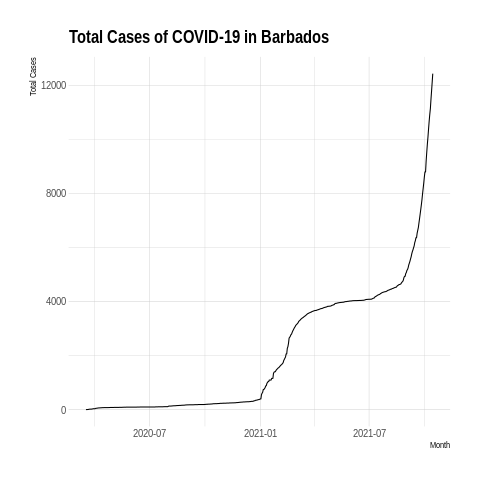 Total Cases of COVID-19 in Barbados
Total Cases
12000
8000
4000
0
2020-07 2021-01 2021-07
Month